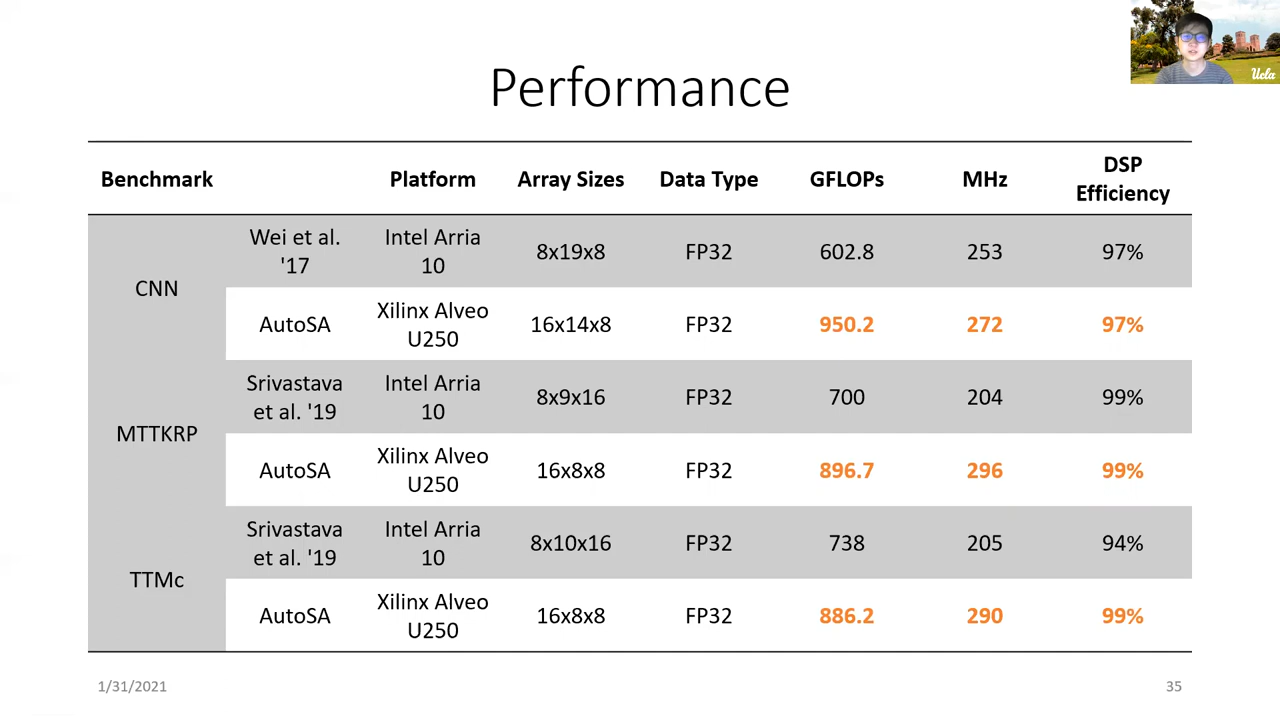 Ucla
Performance
Benchmark Platform Array Sizes Data Type GFLOPs MHz DSP Efficiency
CNN
Wei et al. '17 Intel Arria 10 8x19x8 FP32 602.8 253 97%
AutoSA Xilinx Alveo U250 16x14x8 FP32 950.2 272 97%
MTTKRP
Srivastava et al. '19 Intel Arria 10 8x9x16 FP32 700 204 99%
AutoSA Xilinx Alveo U250 16x8x8 FP32 896.7 296 99%
TTMc
Srivastava et al. '19 Intel Arria 10 8x10x16 FP32 738 205 94%
AutoSA Xilinx Alveo U250 16x8x8 FP32 886.2 290 99%
1/31/2021
35